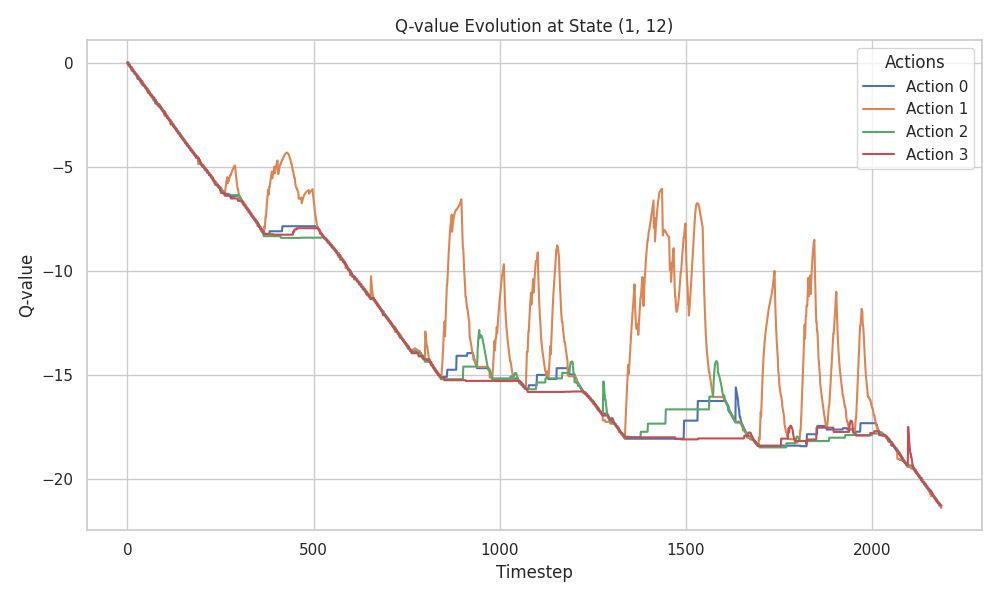 Q-value Evolution at State (1, 12)
Actions
Action 0
Action 1
Action 2
Action 3
Q-value
0
−5
−10
−15
−20
0
500
1000
1500
2000
Timestep